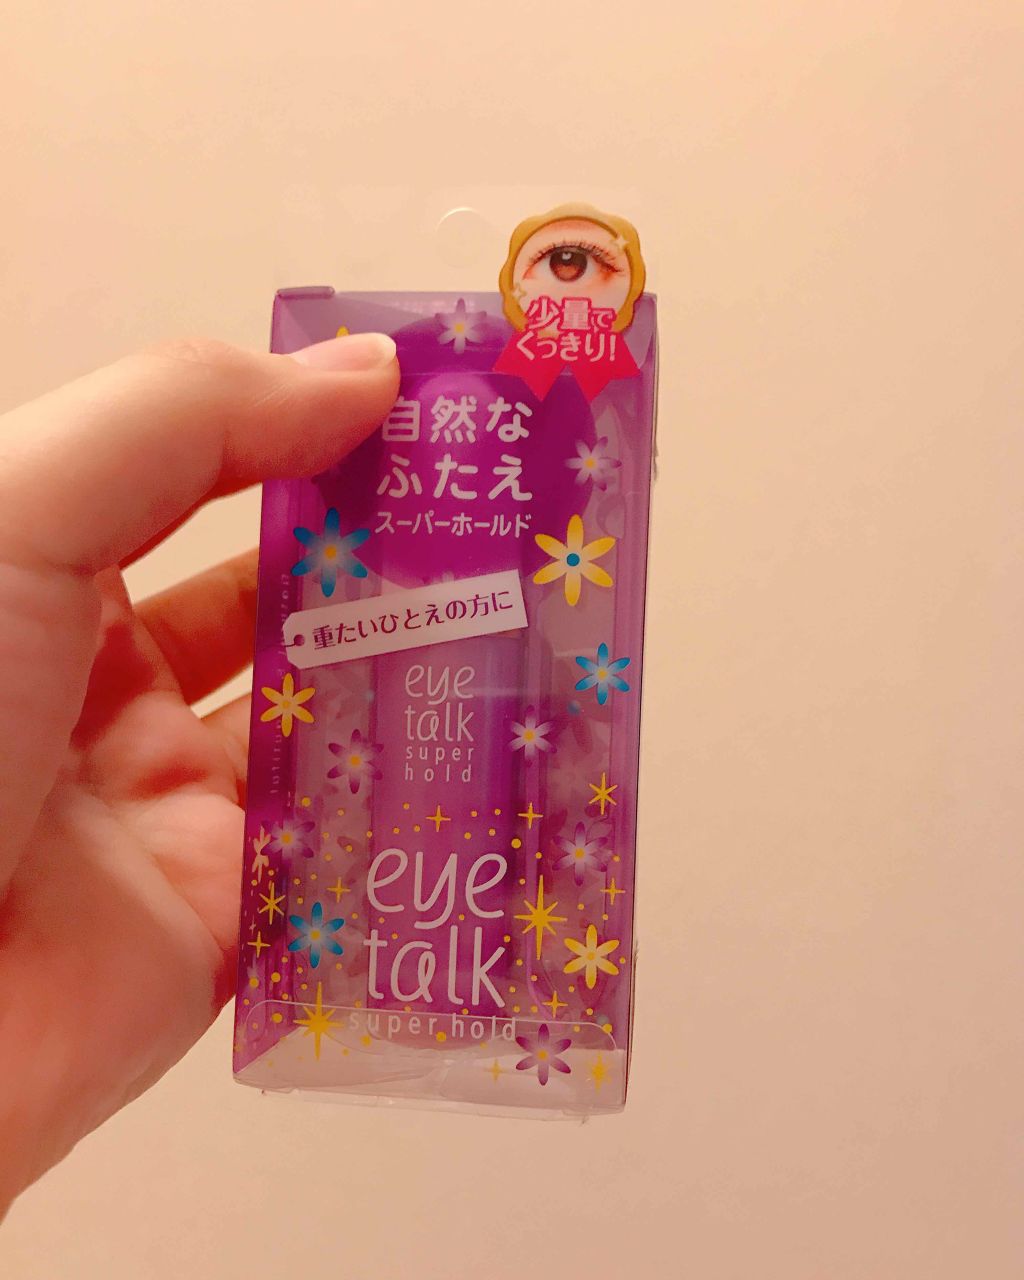 少量で
くっきり!
自然な
ふたえ
スーパーホールド
重たいひとえの方に
eye
talk
super
hold
eye
talk
super hold